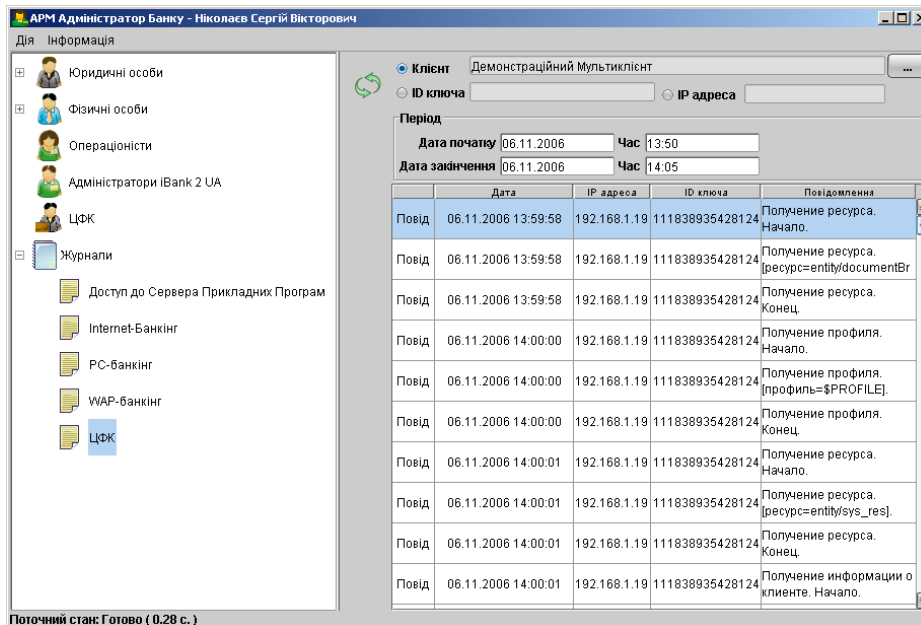 АРМ Адміністратор Банку - Ніколаєв Сергій Вікторович
Дія Інформація
Юридичні особи
Фізичні особи
Операціоністи
Адміністратори iBank 2 UA
ЦФК
Журнали
Доступ до Сервера Прикладних Програм
Internet-Банкінг
PC-банкінг
WAP-банкінг
ЦФК
Клієнт Демонстраційний Мультиклієнт ...
ID ключа IP адреса
Період
Дата початку 06.11.2006 Час 13:50
Дата закінчення 06.11.2006 Час 14:05
Дата IP адреса ID ключа Повідомлення
Повід 06.11.2006 13:59:58 192.168.1.19 111838935428124 Получение ресурса.
Начало.
Повід 06.11.2006 13:59:58 192.168.1.19 111838935428124 Получение ресурса.
[ресурс=entity/documentBr
Повід 06.11.2006 13:59:58 192.168.1.19 111838935428124 Получение ресурса.
Конец.
Повід 06.11.2006 14:00:00 192.168.1.19 111838935428124 Получение профиля.
Начало.
Повід 06.11.2006 14:00:00 192.168.1.19 111838935428124 Получение профиля.
[профиль=$PROFILE].
Повід 06.11.2006 14:00:00 192.168.1.19 111838935428124 Получение профиля.
Конец.
Повід 06.11.2006 14:00:01 192.168.1.19 111838935428124 Получение ресурса.
Начало.
Повід 06.11.2006 14:00:01 192.168.1.19 111838935428124 Получение ресурса.
[ресурс=entity/sys_res].
Повід 06.11.2006 14:00:01 192.168.1.19 111838935428124 Получение ресурса.
Конец.
Повід 06.11.2006 14:00:01 192.168.1.19 111838935428124 Получение информации о
клиенте. Начало.
Поточний стан: Готово ( 0.28 с. )